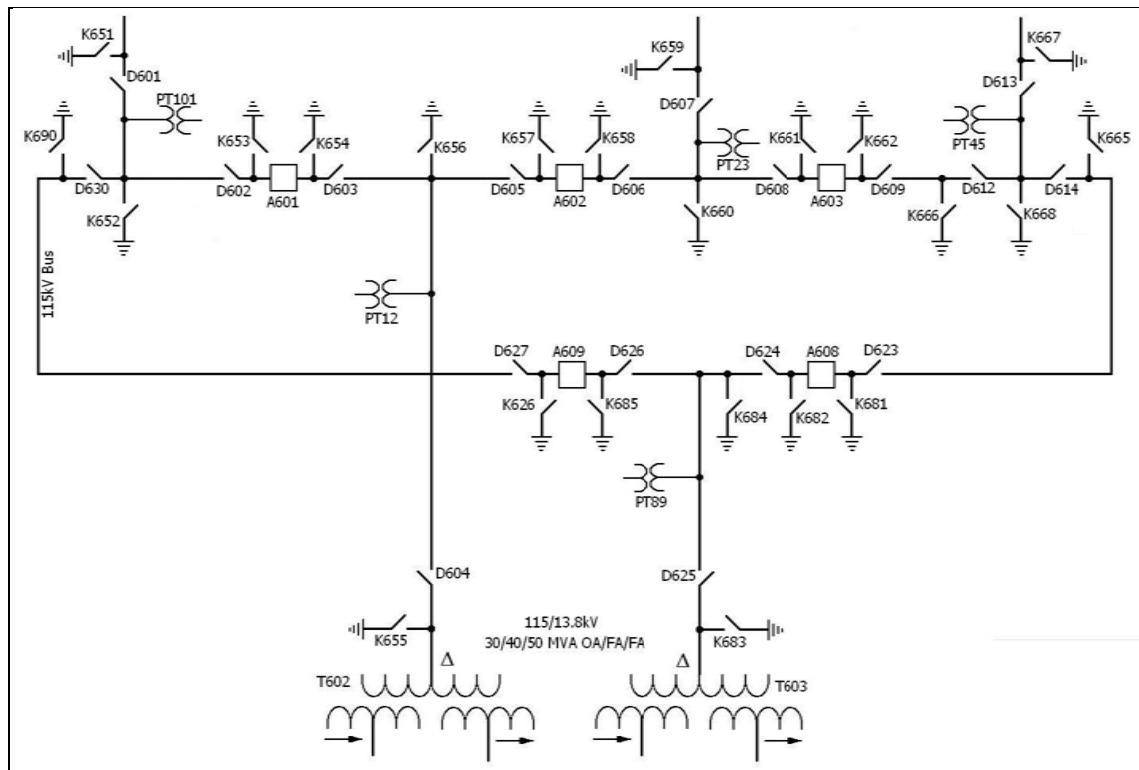 K651
K659
K667
D601
D613
PT101
D607
K690
K653
K654
K656
K657
K658
K661
K662
PT23
PT45
K665
D630
D602
D603
D605
D606
D608
D609
D612
D614
A601
A602
A603
K652
K660
K666
K668
115kV Bus
PT12
D627
A609
D626
D624
A608
D623
K626
K685
K684
K682
K681
PT89
D604
D625
115/13.8kV
30/40/50 MVA OA/FA/FA
K655
K683
Δ
Δ
T602
T603